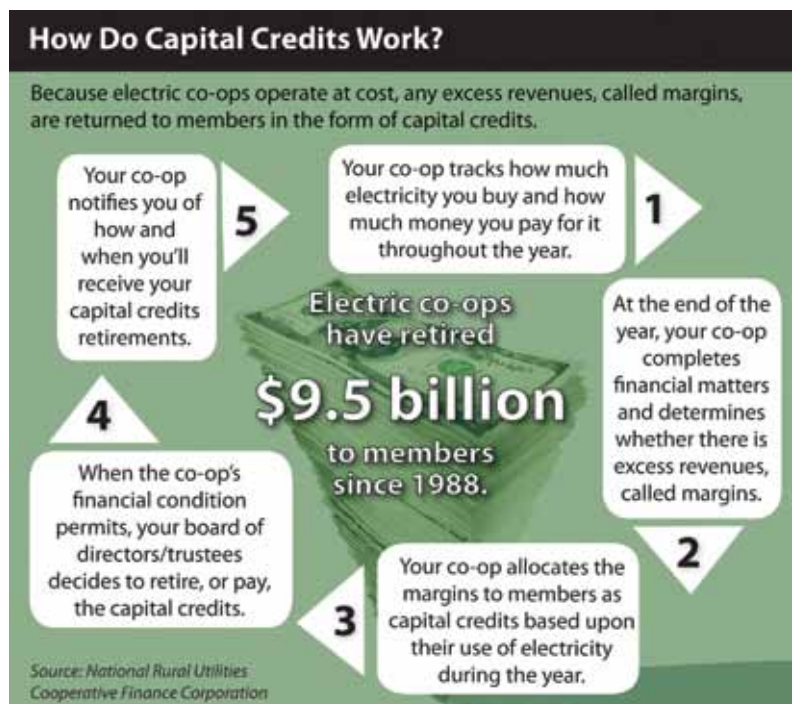 How Do Capital Credits Work?
Because electric co-ops operate at cost, any excess revenues, called margins,
are returned to members in the form of capital credits.
Your co-op tracks how much
electricity you buy and how
much money you pay for it
throughout the year.
1
At the end of the
year, your co-op
completes
financial matters
and determines
whether there is
excess revenues,
called margins.
2
Your co-op allocates the
margins to members as
capital credits based upon
their use of electricity
during the year.
3
When the co-op's
financial condition
permits, your board of
directors/trustees
decides to retire, or pay,
the capital credits.
4
Your co-op
notifies you of
how and
when you'll
receive your
capital credits
retirements.
5
Electric co-ops
have retired
$9.5 billion
to members
since 1988.
Source: National Rural Utilities
Cooperative Finance Corporation